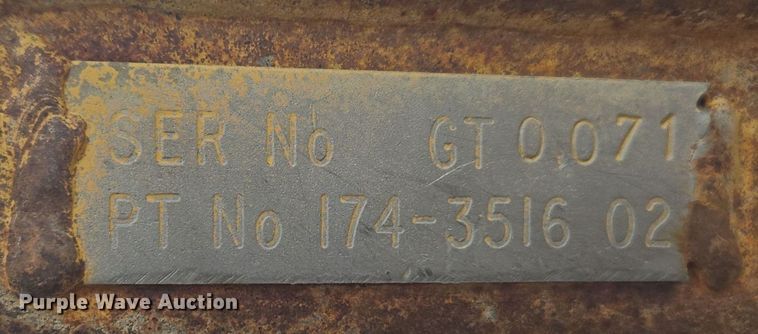 SER No GT 0.071
PT No 174-3516 02
Purple Wave Auction